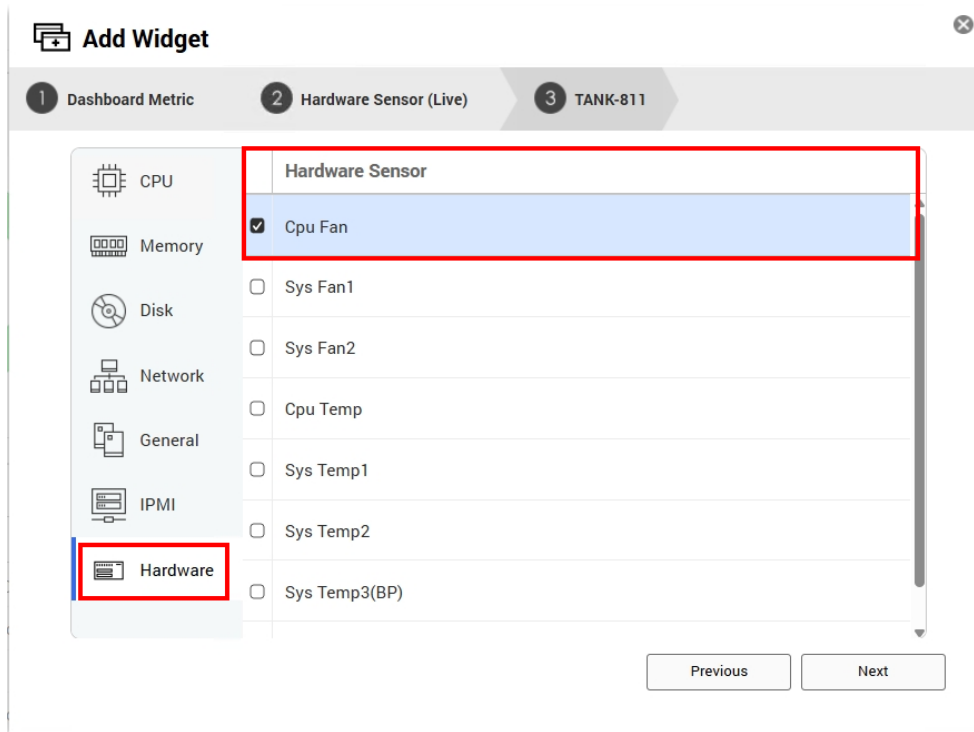 Add Widget
1 Dashboard Metric
2 Hardware Sensor (Live)
3 TANK-811
CPU
Memory
Disk
Network
General
IPMI
Hardware
Hardware Sensor
Cpu Fan
Sys Fan1
Sys Fan2
Cpu Temp
Sys Temp1
Sys Temp2
Sys Temp3(BP)
Previous
Next